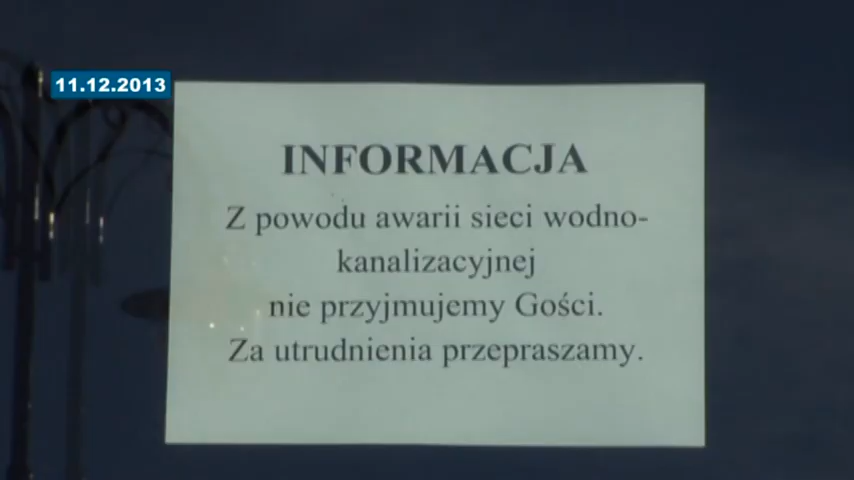 11.12.2013
INFORMACJA
Z powodu awarii sieci wodno-
kanalizacyjnej
nie przyjmujemy Gości.
Za utrudnienia przepraszamy.